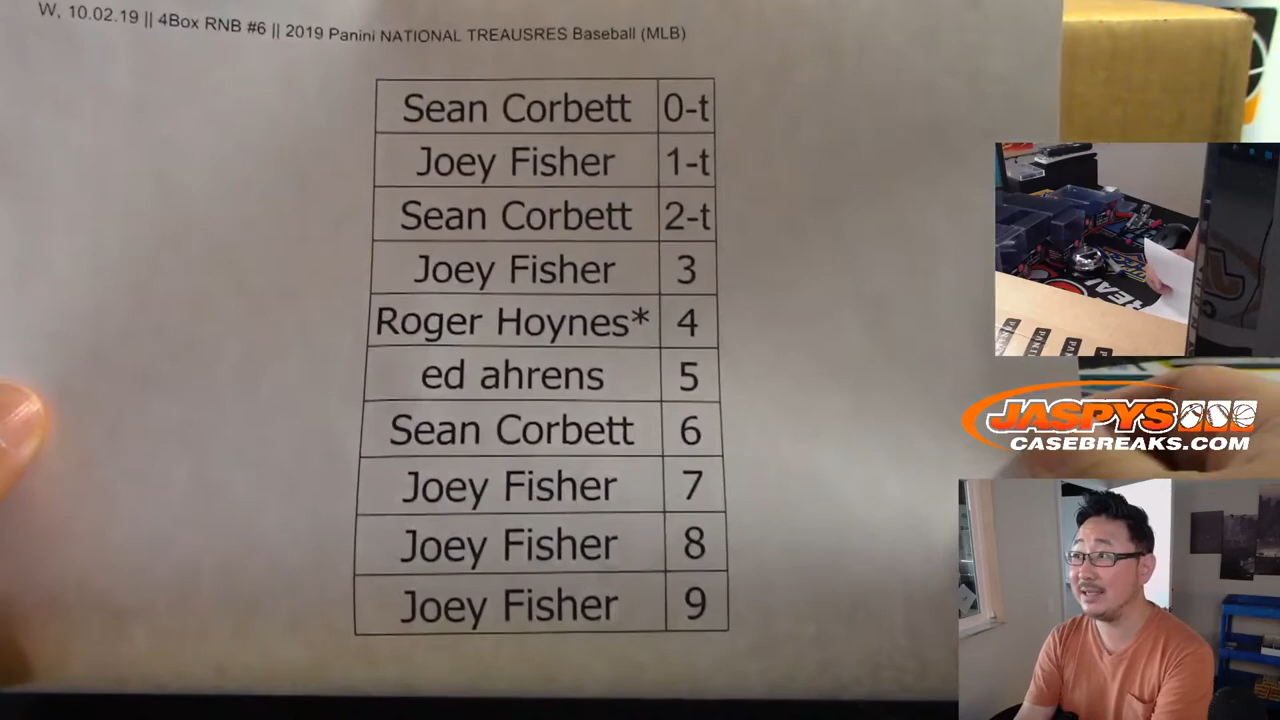 W, 10.02.19 || 4Box RNB #6 || 2019 Panini NATIONAL TREAUSRES Baseball (MLB)
Sean Corbett 0-t
Joey Fisher 1-t
Sean Corbett 2-t
Joey Fisher 3
Roger Hoynes* 4
ed ahrens 5
Sean Corbett 6
Joey Fisher 7
Joey Fisher 8
Joey Fisher 9
REAL
JASPYS
CASEBREAKS.COM